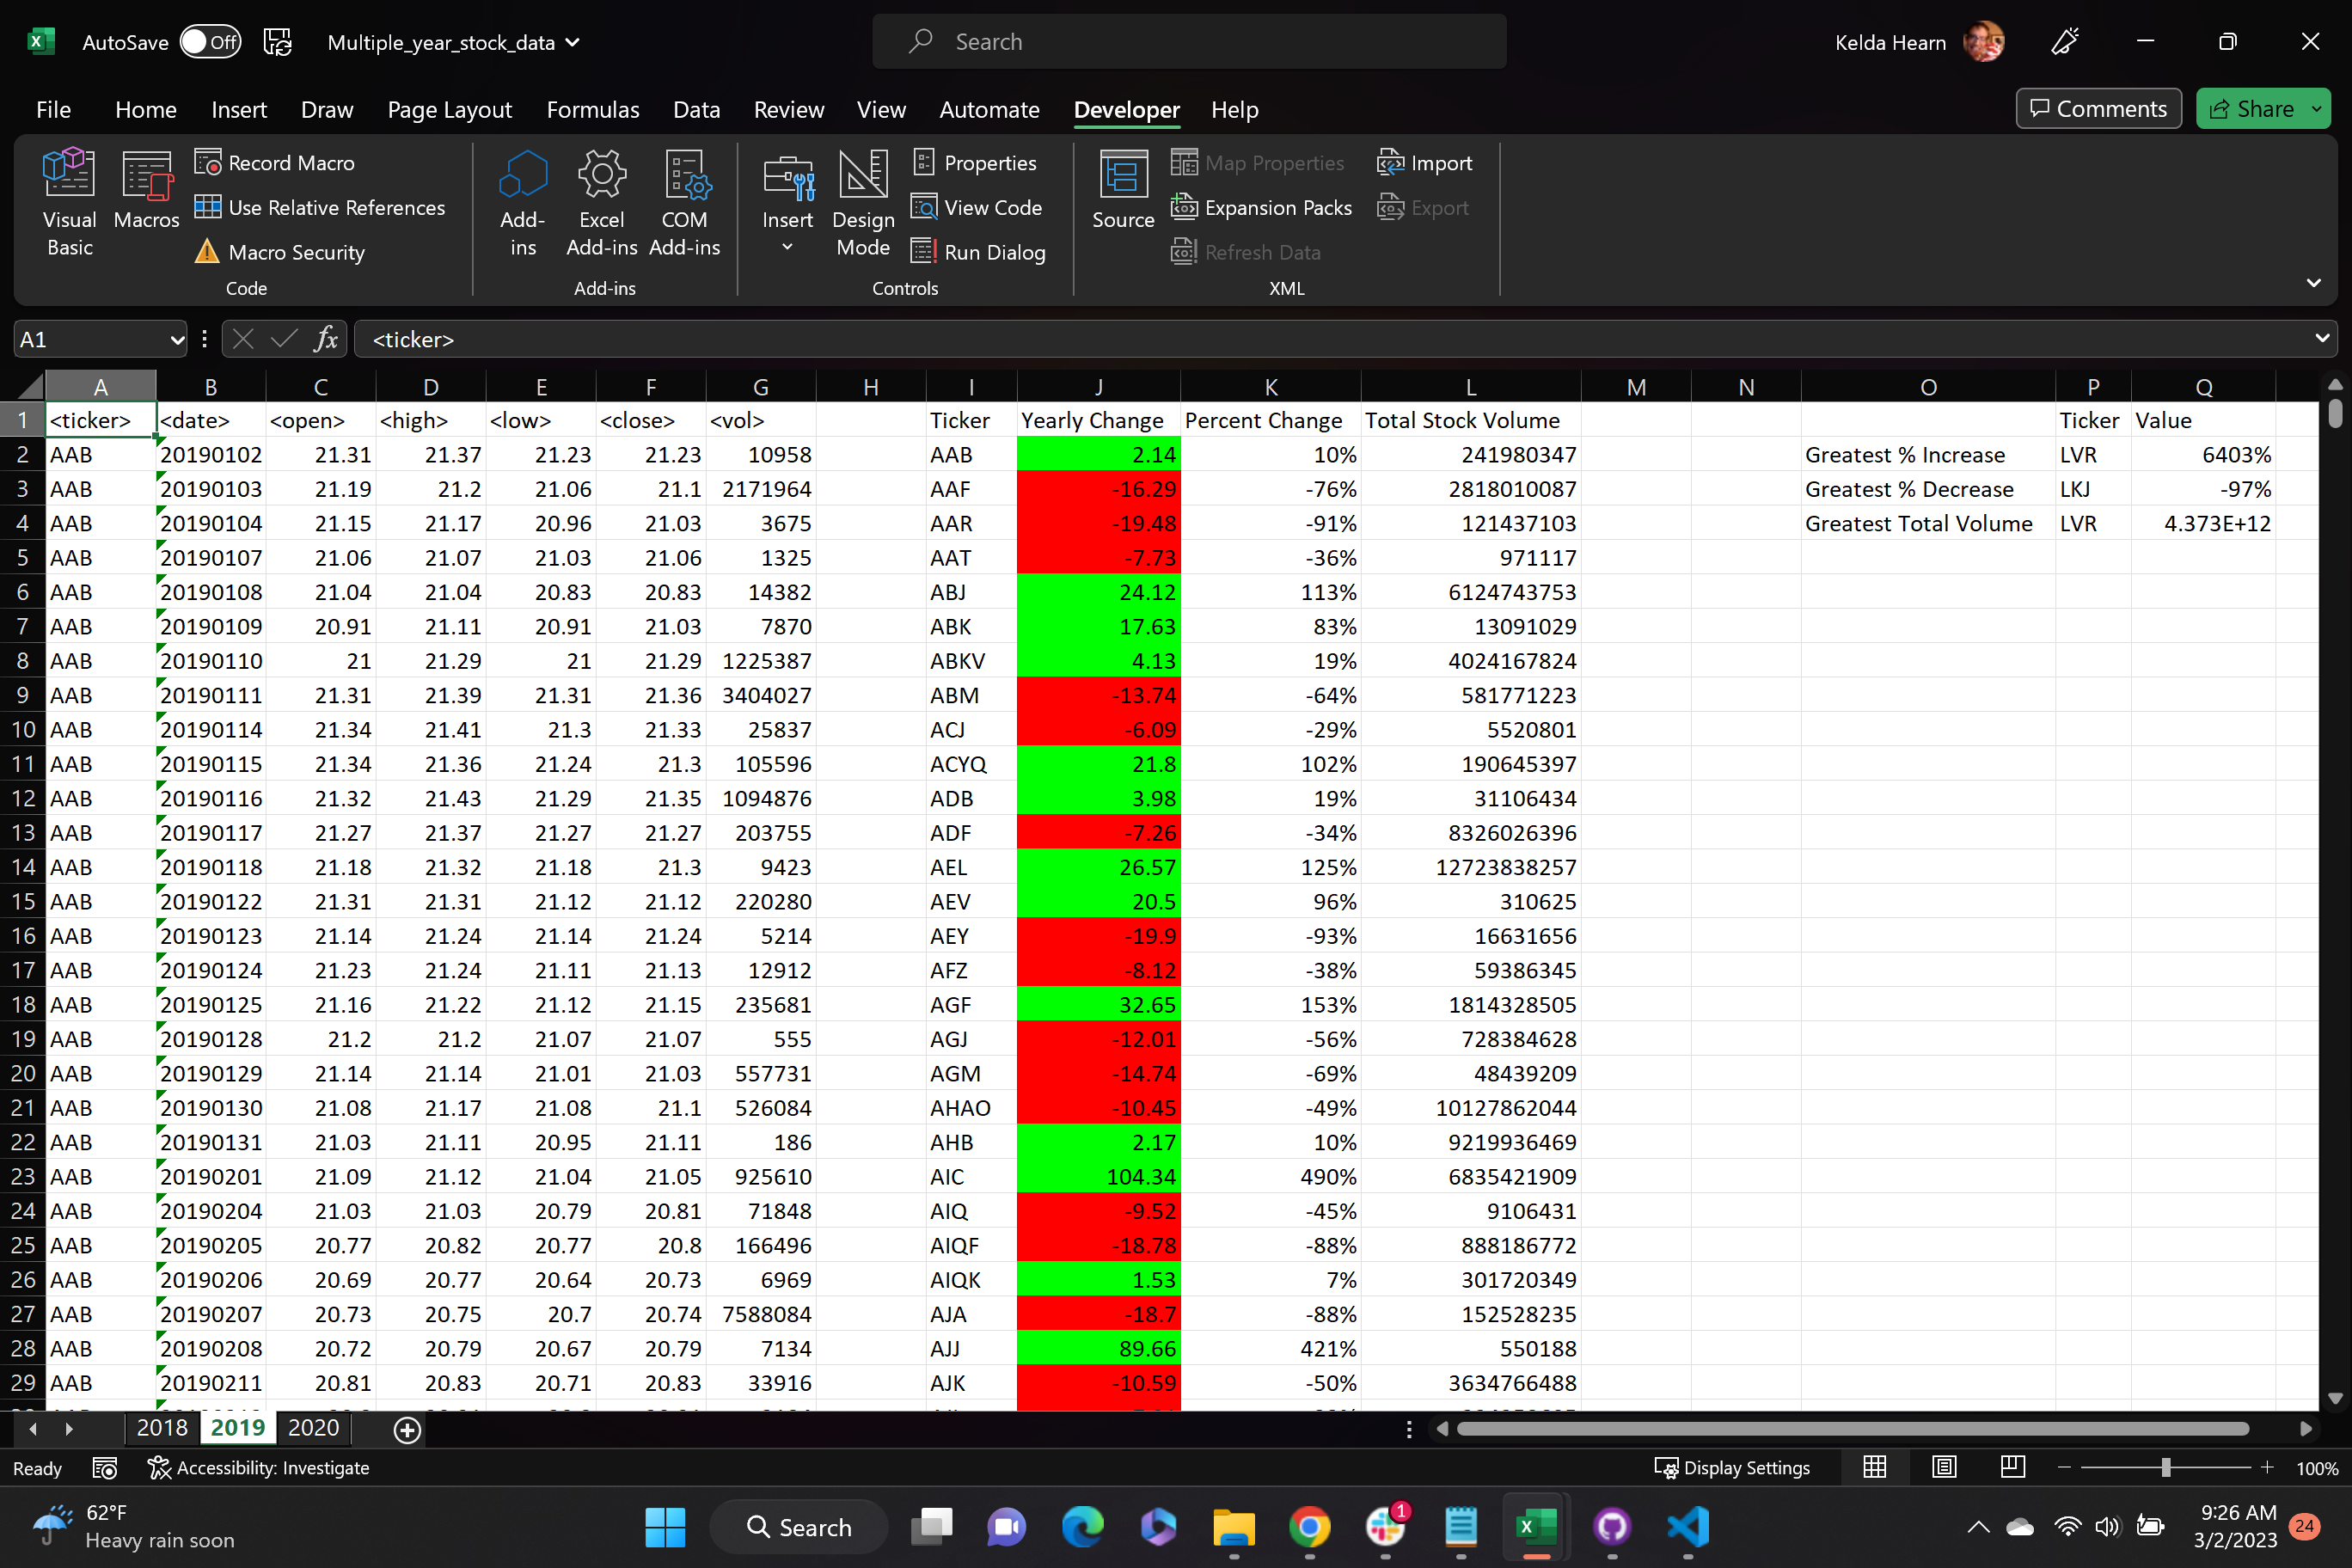 AutoSave Off Multiple_year_stock_data Search Kelda Hearn
File Home Insert Draw Page Layout Formulas Data Review View Automate Developer Help Comments Share
Visual Basic
Macros
Record Macro
Use Relative References
Macro Security
Code
Add-ins
Excel Add-ins
COM Add-ins
Add-ins
Insert
Design Mode
Properties
View Code
Run Dialog
Controls
Source
Map Properties
Expansion Packs
Refresh Data
Import
Export
XML
A1 fx <ticker>
A B C D E F G H I J K L M N O P Q
1 <ticker> <date> <open> <high> <low> <close> <vol> Ticker Yearly Change Percent Change Total Stock Volume Ticker Value
2 AAB 20190102 21.31 21.37 21.23 21.23 10958 AAB 2.14 10% 241980347 Greatest % Increase LVR 6403%
3 AAB 20190103 21.19 21.2 21.06 21.1 2171964 AAF -16.29 -76% 2818010087 Greatest % Decrease LKJ -97%
4 AAB 20190104 21.15 21.17 20.96 21.03 3675 AAR -19.48 -91% 121437103 Greatest Total Volume LVR 4.373E+12
5 AAB 20190107 21.06 21.07 21.03 21.06 1325 AAT -7.73 -36% 971117
6 AAB 20190108 21.04 21.04 20.83 20.83 14382 ABJ 24.12 113% 6124743753
7 AAB 20190109 20.91 21.11 20.91 21.03 7870 ABK 17.63 83% 13091029
8 AAB 20190110 21 21.29 21 21.29 1225387 ABKV 4.13 19% 4024167824
9 AAB 20190111 21.31 21.39 21.31 21.36 3404027 ABM -13.74 -64% 581771223
10 AAB 20190114 21.34 21.41 21.3 21.33 25837 ACJ -6.09 -29% 5520801
11 AAB 20190115 21.34 21.36 21.24 21.3 105596 ACYQ 21.8 102% 190645397
12 AAB 20190116 21.32 21.43 21.29 21.35 1094876 ADB 3.98 19% 31106434
13 AAB 20190117 21.27 21.37 21.27 21.27 203755 ADF -7.26 -34% 8326026396
14 AAB 20190118 21.18 21.32 21.18 21.3 9423 AEL 26.57 125% 12723838257
15 AAB 20190122 21.31 21.31 21.12 21.12 220280 AEV 20.5 96% 310625
16 AAB 20190123 21.14 21.24 21.14 21.24 5214 AEY -19.9 -93% 16631656
17 AAB 20190124 21.23 21.24 21.11 21.13 12912 AFZ -8.12 -38% 59386345
18 AAB 20190125 21.16 21.22 21.12 21.15 235681 AGF 32.65 153% 1814328505
19 AAB 20190128 21.2 21.2 21.07 21.07 555 AGJ -12.01 -56% 728384628
20 AAB 20190129 21.14 21.14 21.01 21.03 557731 AGM -14.74 -69% 48439209
21 AAB 20190130 21.08 21.17 21.08 21.1 526084 AHAO -10.45 -49% 10127862044
22 AAB 20190131 21.03 21.11 20.95 21.11 186 AHB 2.17 10% 9219936469
23 AAB 20190201 21.09 21.12 21.04 21.05 925610 AIC 104.34 490% 6835421909
24 AAB 20190204 21.03 21.03 20.79 20.81 71848 AIQ -9.52 -45% 9106431
25 AAB 20190205 20.77 20.82 20.77 20.8 166496 AIQF -18.78 -88% 888186772
26 AAB 20190206 20.69 20.77 20.64 20.73 6969 AIQK 1.53 7% 301720349
27 AAB 20190207 20.73 20.75 20.7 20.74 7588084 AJA -18.7 -88% 152528235
28 AAB 20190208 20.72 20.79 20.67 20.79 7134 AJJ 89.66 421% 550188
29 AAB 20190211 20.81 20.83 20.71 20.83 33916 AJK -10.59 -50% 3634766488
2018 2019 2020
Ready Accessibility: Investigate Display Settings 100%
62°F
Heavy rain soon
Search
1
9:26 AM
3/2/2023
24